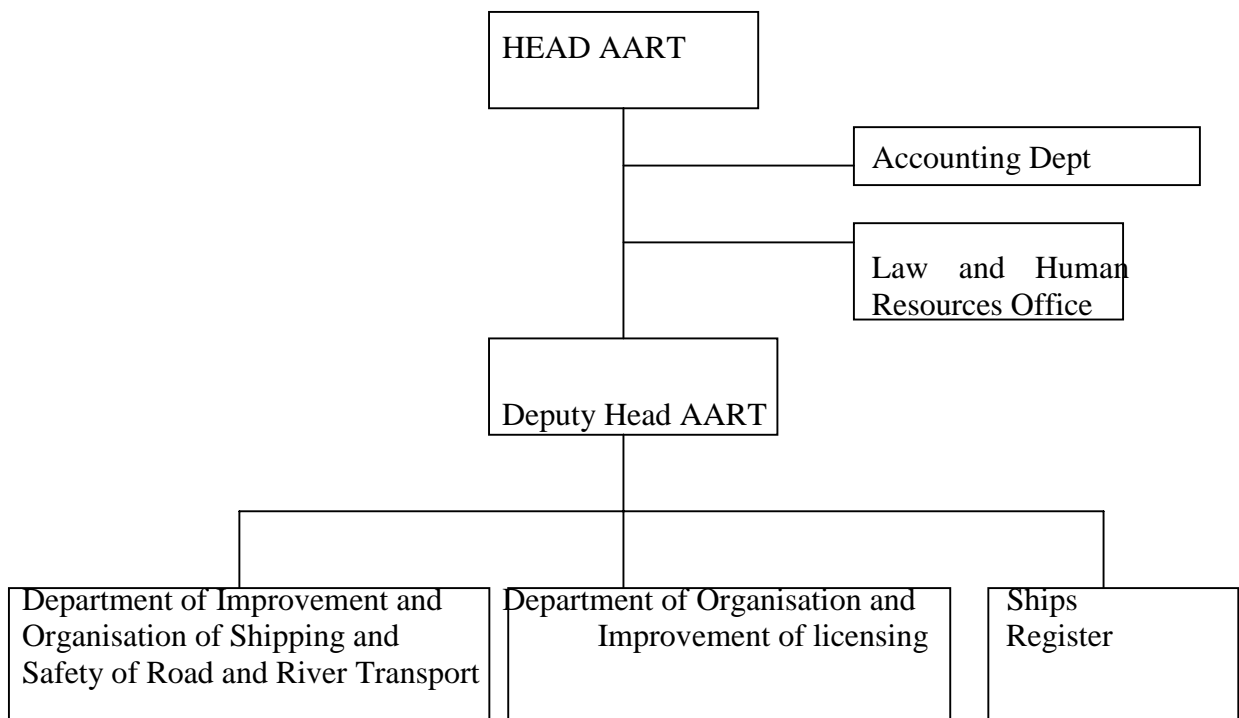 HEAD AART
Accounting Dept
Law and Human
Resources Office
Deputy Head AART
Department of Improvement and
Organisation of Shipping and
Safety of Road and River Transport
Department of Organisation and
Improvement of licensing
Ships
Register